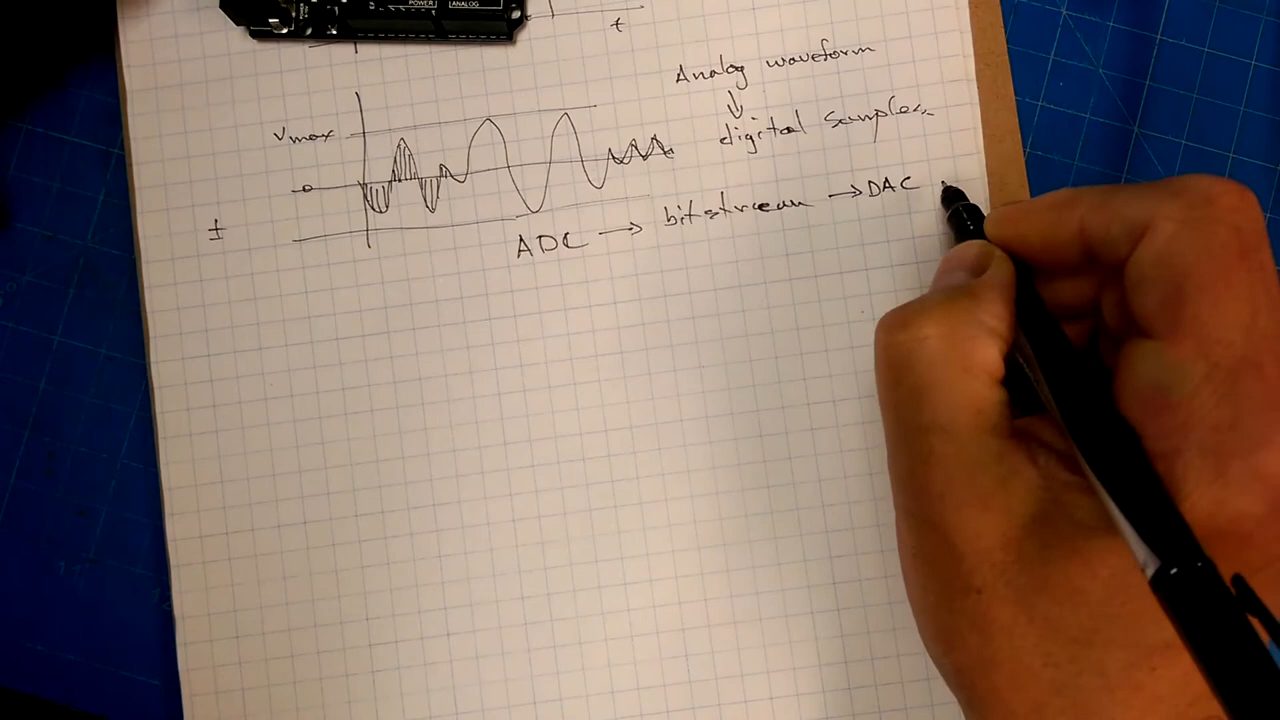 POWER ANALOG
t
Analog waveform
↓
digital samples
Vmax
0
±
ADC → bitstream → DAC